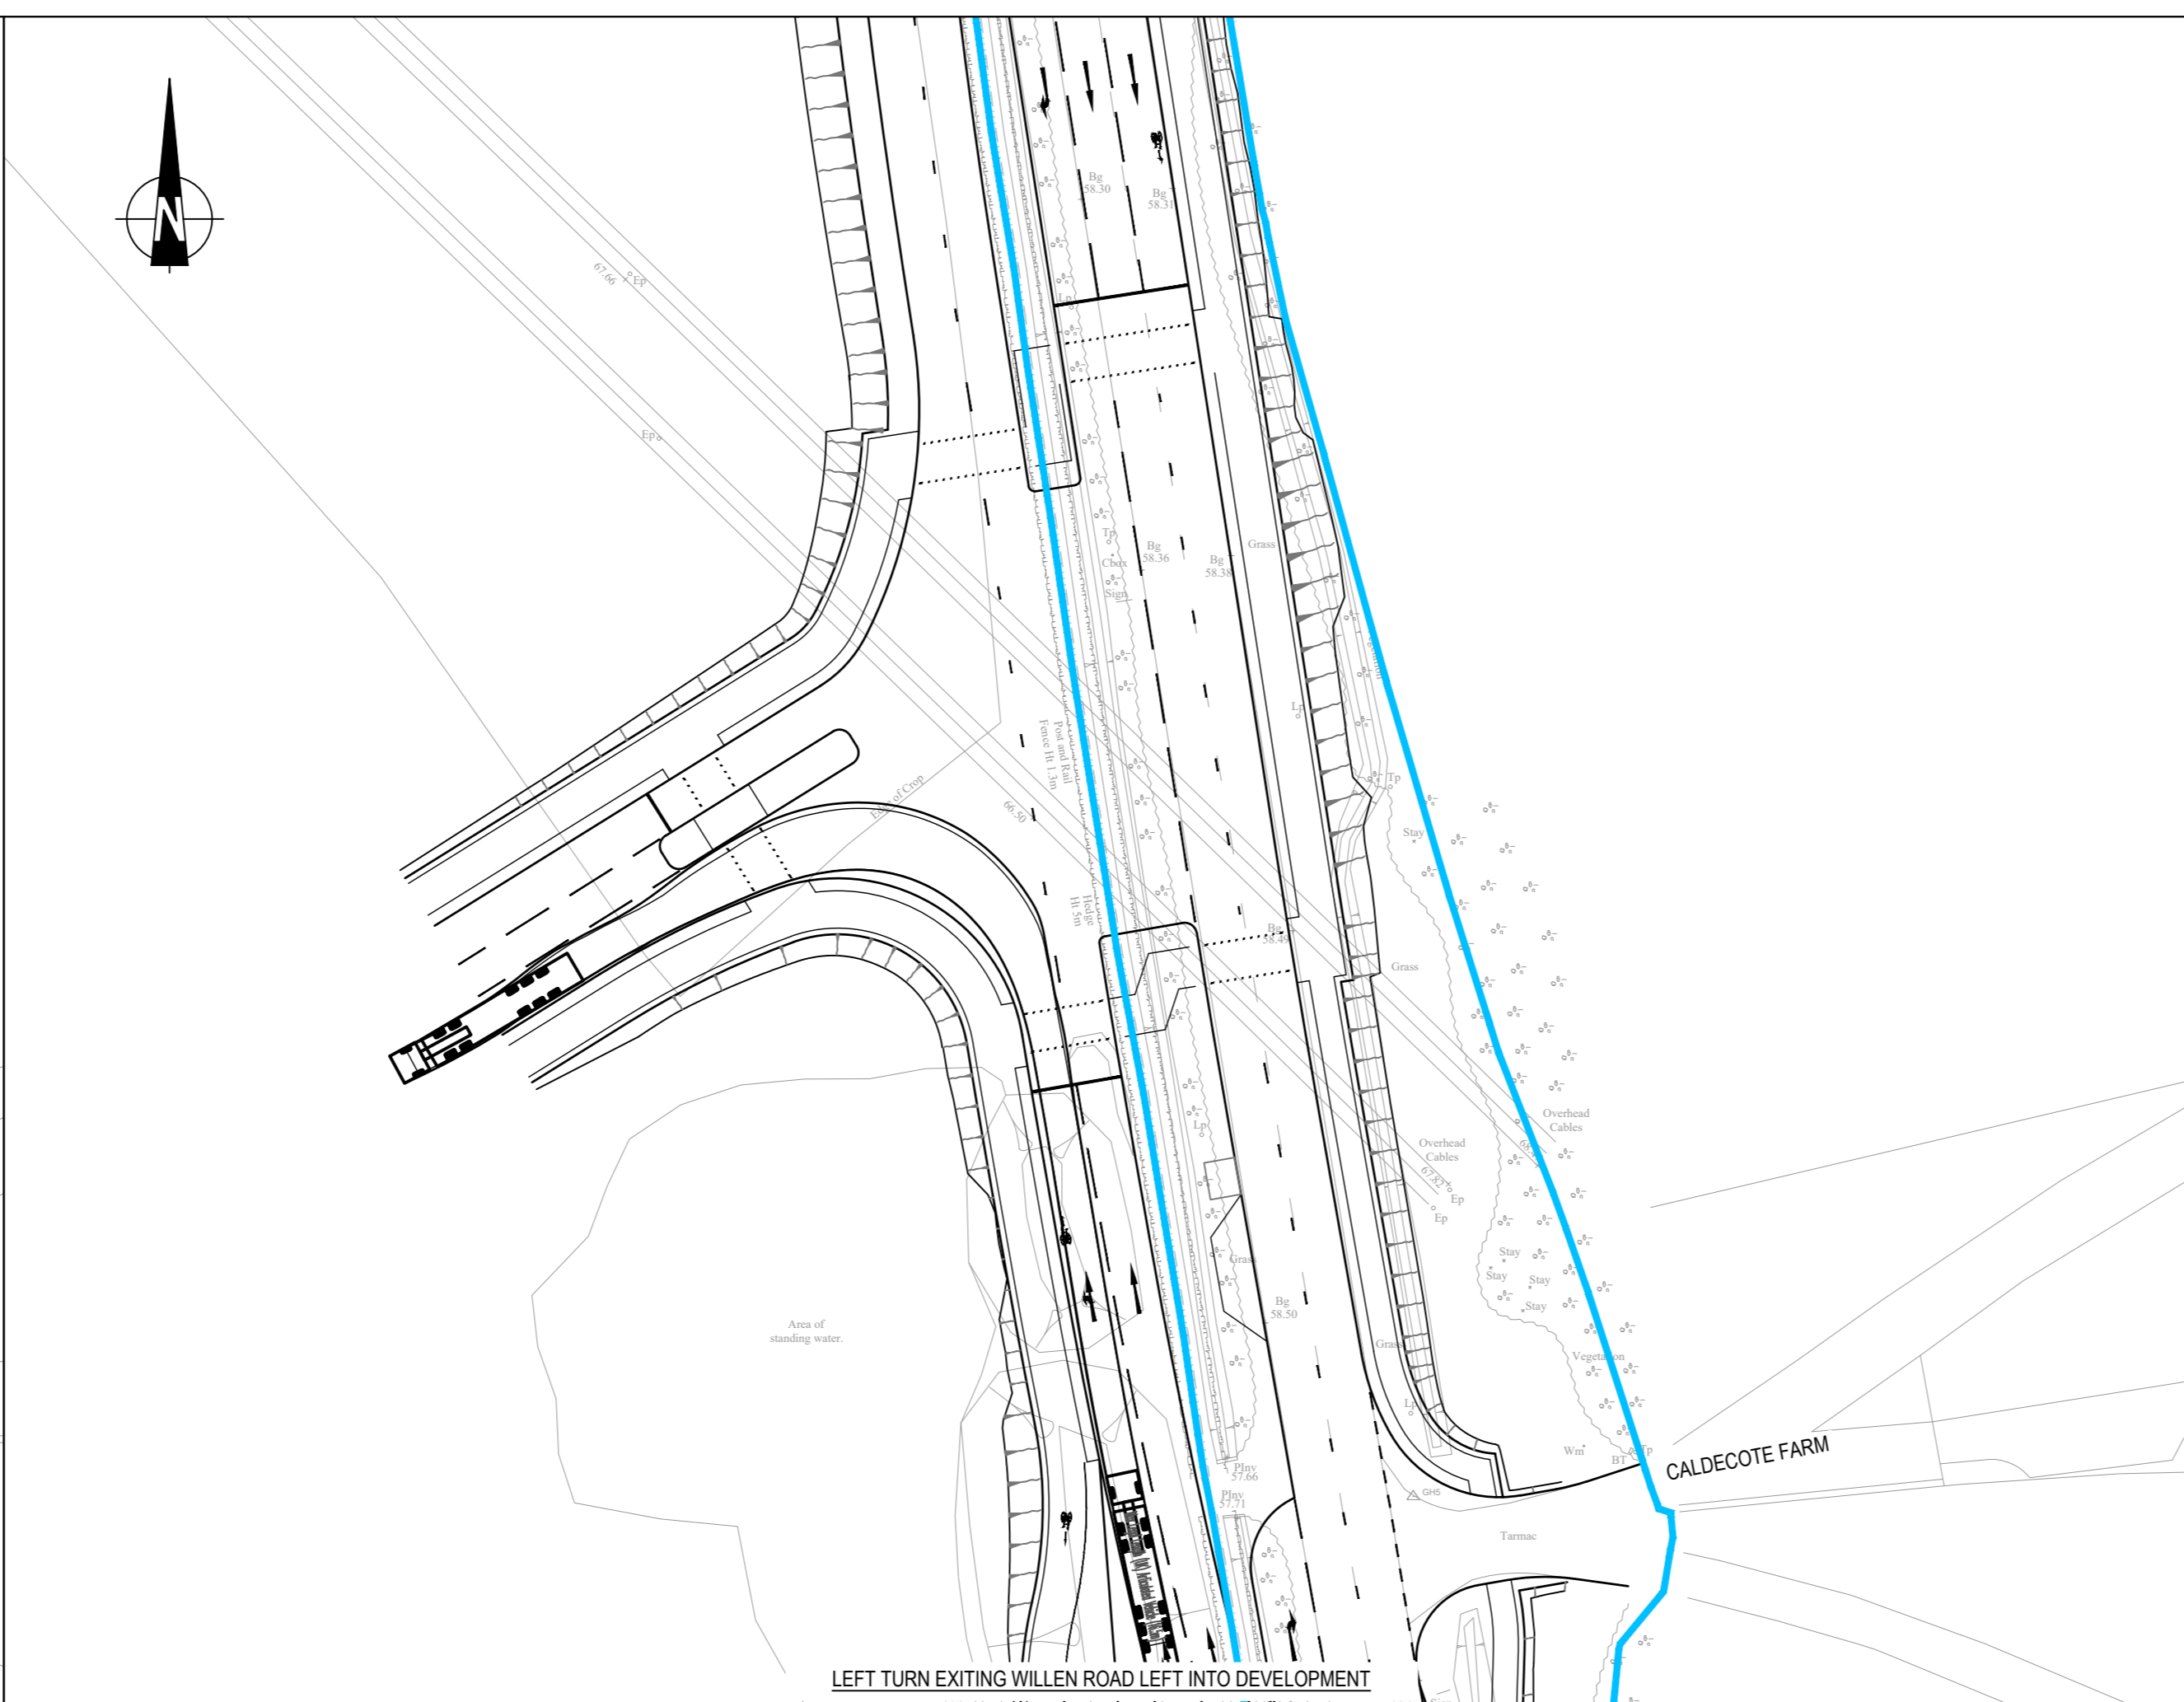 N
Bg
58.30
Bg
58.31
67.66
Ep
Lp
Ep
Tp
Cbox
Sign
Bg
58.36
Bg
58.38
Grass
Lp
Post and Rail
Fence Ht 1.3m
Edge of Crop
66.50
Tp
Stay
Hedge
Ht 5m
Bg
58.49
Grass
Lp
Overhead
Cables
Overhead
Cables
67.82
Ep
Ep
Grass
Stay
Stay
Stay
Stay
Bg
58.50
Area of
standing water.
Grass
Vegetation
Lp
Wm
BT
Tp
CALDECOTE FARM
PInv
57.66
PInv
57.71
GH5
Tarmac
LEFT TURN EXITING WILLEN ROAD LEFT INTO DEVELOPMENT